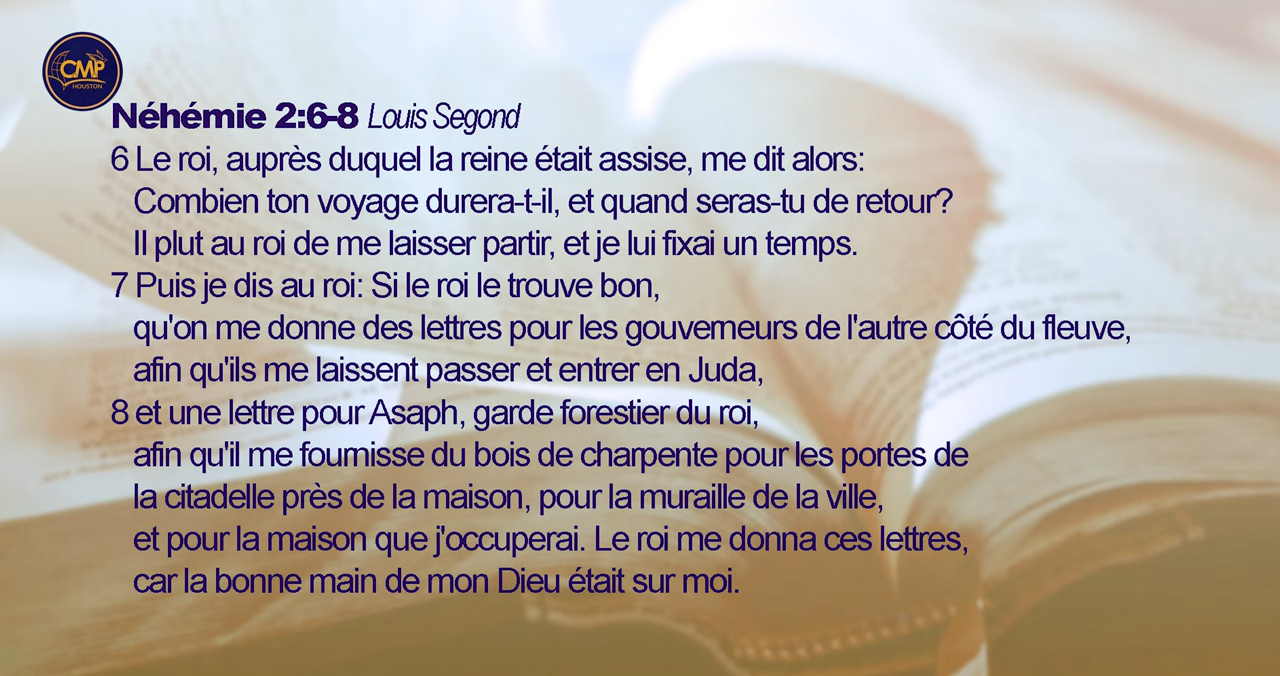 CMP
HOUSTON
Néhémie 2:6-8 Louis Segond
6 Le roi, auprès duquel la reine était assise, me dit alors:
Combien ton voyage durera-t-il, et quand seras-tu de retour?
Il plut au roi de me laisser partir, et je lui fixai un temps.
7 Puis je dis au roi: Si le roi le trouve bon,
qu'on me donne des lettres pour les gouverneurs de l'autre côté du fleuve,
afin qu'ils me laissent passer et entrer en Juda,
8 et une lettre pour Asaph, garde forestier du roi,
afin qu'il me fournisse du bois de charpente pour les portes de
la citadelle près de la maison, pour la muraille de la ville,
et pour la maison que j'occuperai. Le roi me donna ces lettres,
car la bonne main de mon Dieu était sur moi.